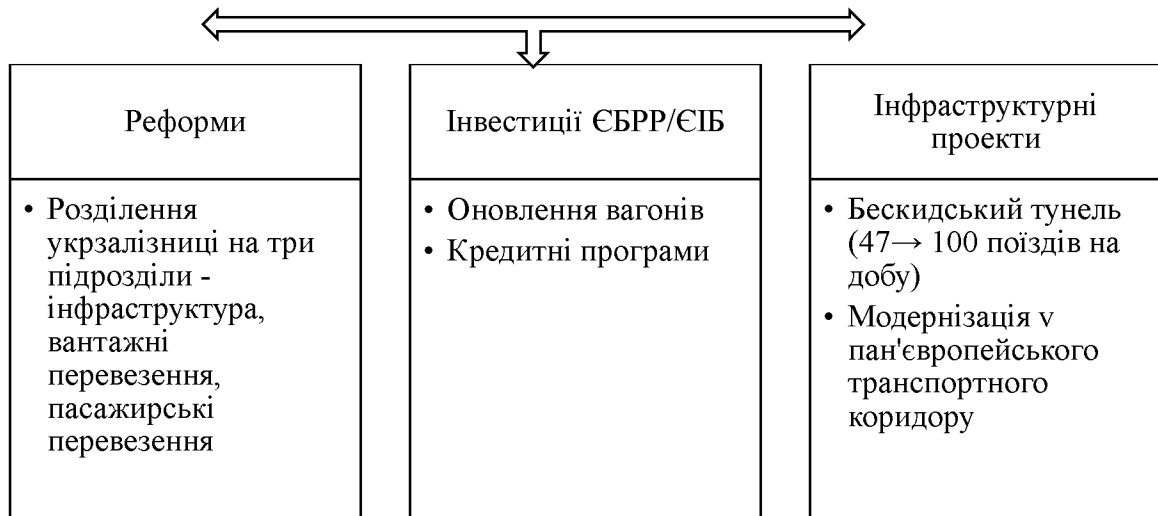 Реформи
• Розділення
укрзалізниці на три
підрозділи -
інфраструктура,
вантажні
перевезення,
пасажирські
перевезення
Інвестиції ЄБРР/ЄІБ
• Оновлення вагонів
• Кредитні програми
Інфраструктурні
проекти
• Бескидський тунель
(47→ 100 поїздів на
добу)
• Модернізація v
пан'європейського
транспортного
коридору